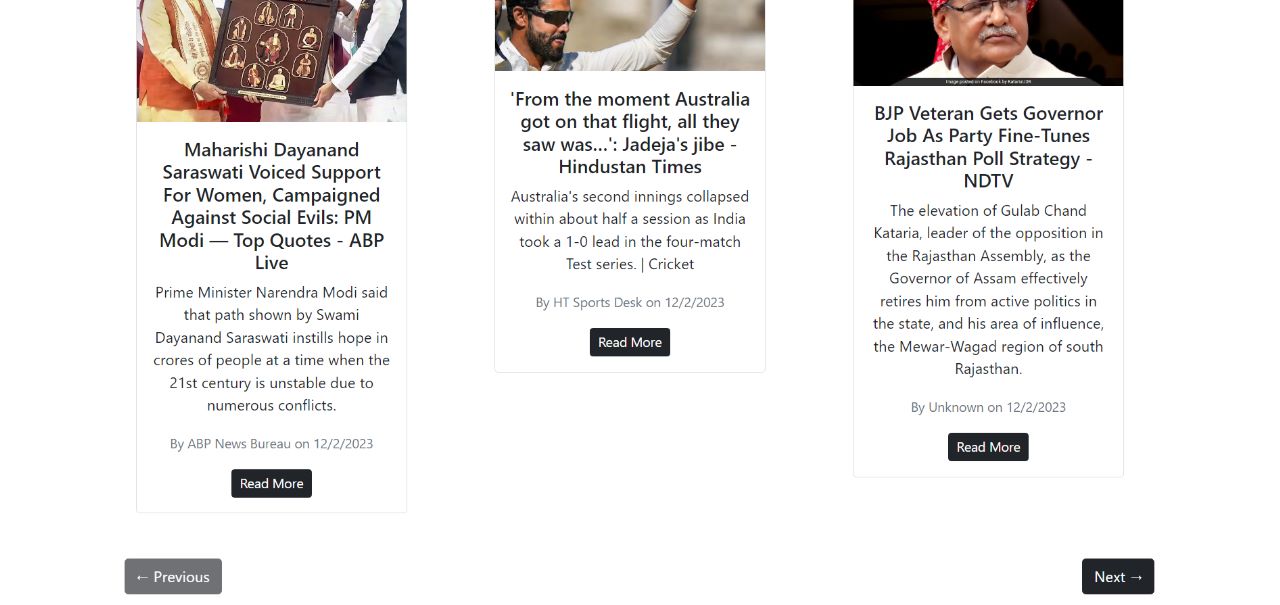 Maharishi Dayanand
Saraswati Voiced Support
For Women, Campaigned
Against Social Evils: PM
Modi — Top Quotes - ABP
Live
Prime Minister Narendra Modi said
that path shown by Swami
Dayanand Saraswati instills hope in
crores of people at a time when the
21st century is unstable due to
numerous conflicts.
By ABP News Bureau on 12/2/2023
Read More
'From the moment Australia
got on that flight, all they
saw was...': Jadeja's jibe -
Hindustan Times
Australia's second innings collapsed
within about half a session as India
took a 1-0 lead in the four-match
Test series. | Cricket
By HT Sports Desk on 12/2/2023
Read More
Image posted on Facebook by Kataria.GB
BJP Veteran Gets Governor
Job As Party Fine-Tunes
Rajasthan Poll Strategy -
NDTV
The elevation of Gulab Chand
Kataria, leader of the opposition in
the Rajasthan Assembly, as the
Governor of Assam effectively
retires him from active politics in
the state, and his area of influence,
the Mewar-Wagad region of south
Rajasthan.
By Unknown on 12/2/2023
Read More
← Previous
Next →